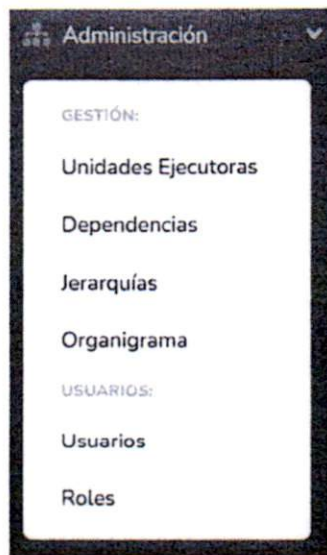 Administración
GESTIÓN:
Unidades Ejecutoras
Dependencias
Jerarquías
Organigrama
USUARIOS:
Usuarios
Roles